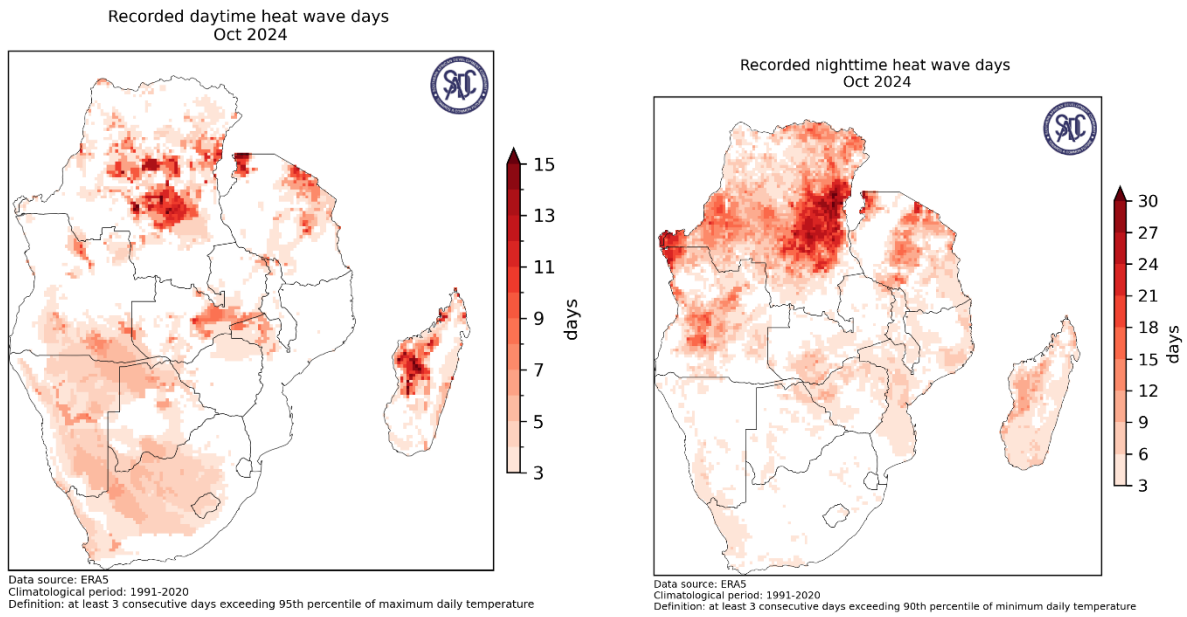 Recorded daytime heat wave days
Oct 2024
SADC
15
13
11
9
7
5
3
days
Data source: ERA5
Climatological period: 1991-2020
Definition: at least 3 consecutive days exceeding 95th percentile of maximum daily temperature
Recorded nighttime heat wave days
Oct 2024
SADC
30
27
24
21
18
15
12
9
6
3
days
Data source: ERA5
Climatological period: 1991-2020
Definition: at least 3 consecutive days exceeding 90th percentile of minimum daily temperature